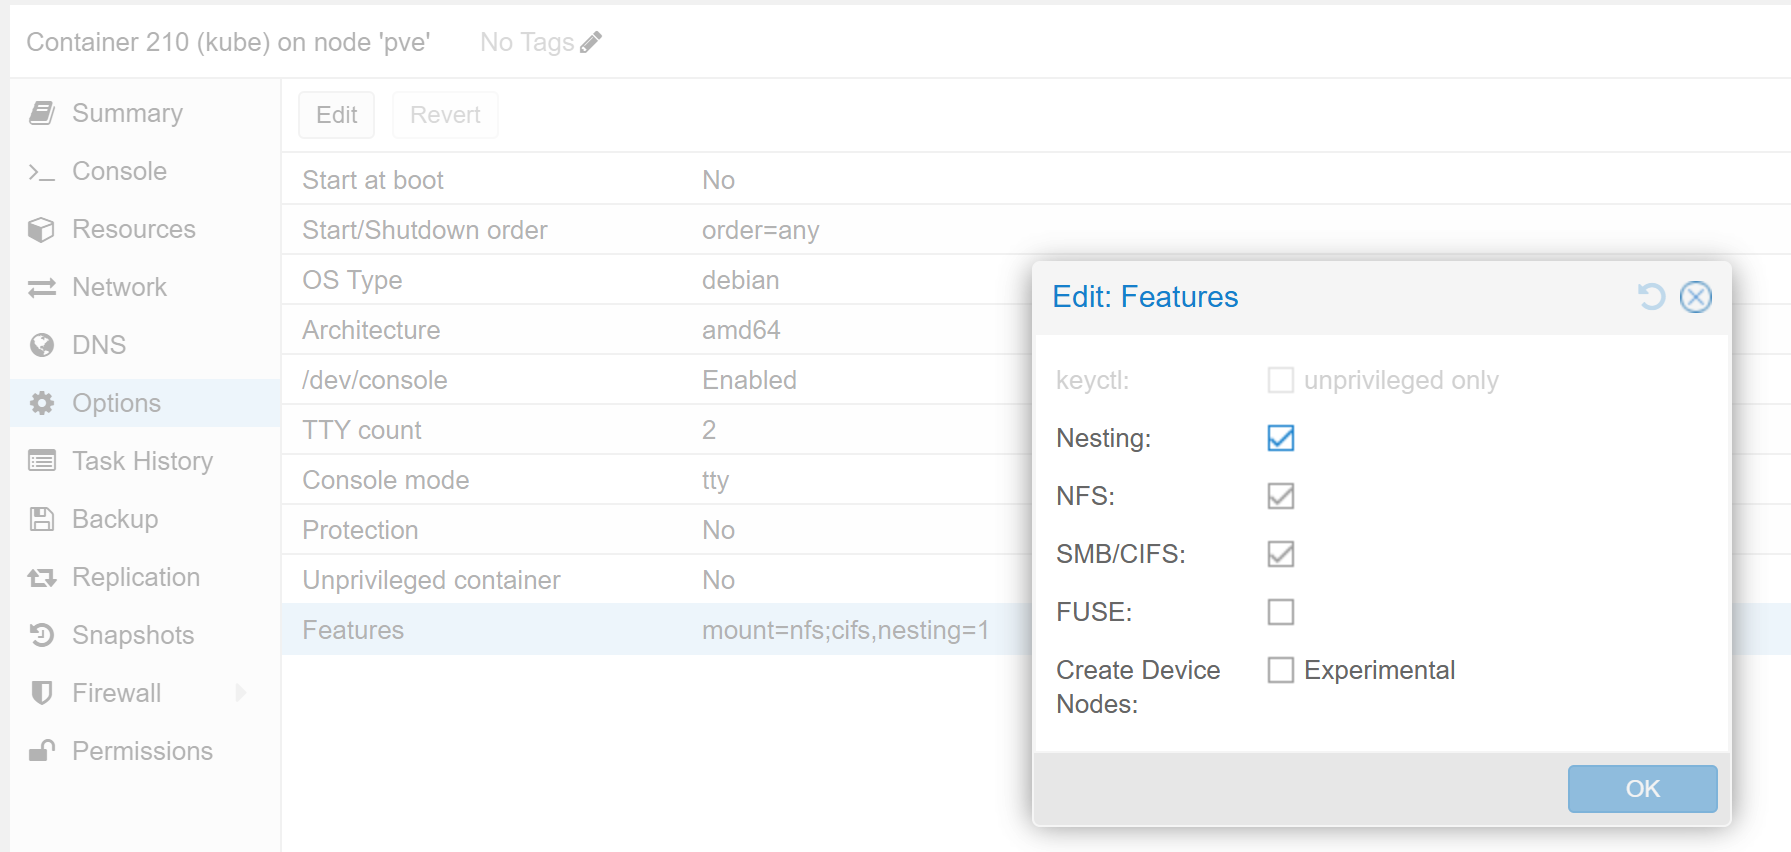 Container 210 (kube) on node 'pve' No Tags
Summary
Console
Resources
Network
DNS
Options
Task History
Backup
Replication
Snapshots
Firewall
Permissions
Edit Revert
Start at boot No
Start/Shutdown order order=any
OS Type debian
Architecture amd64
/dev/console Enabled
TTY count 2
Console mode tty
Protection No
Unprivileged container No
Features mount=nfs;cifs,nesting=1
Edit: Features
keyctl: unprivileged only
Nesting:
NFS:
SMB/CIFS:
FUSE:
Create Device Experimental
Nodes:
OK